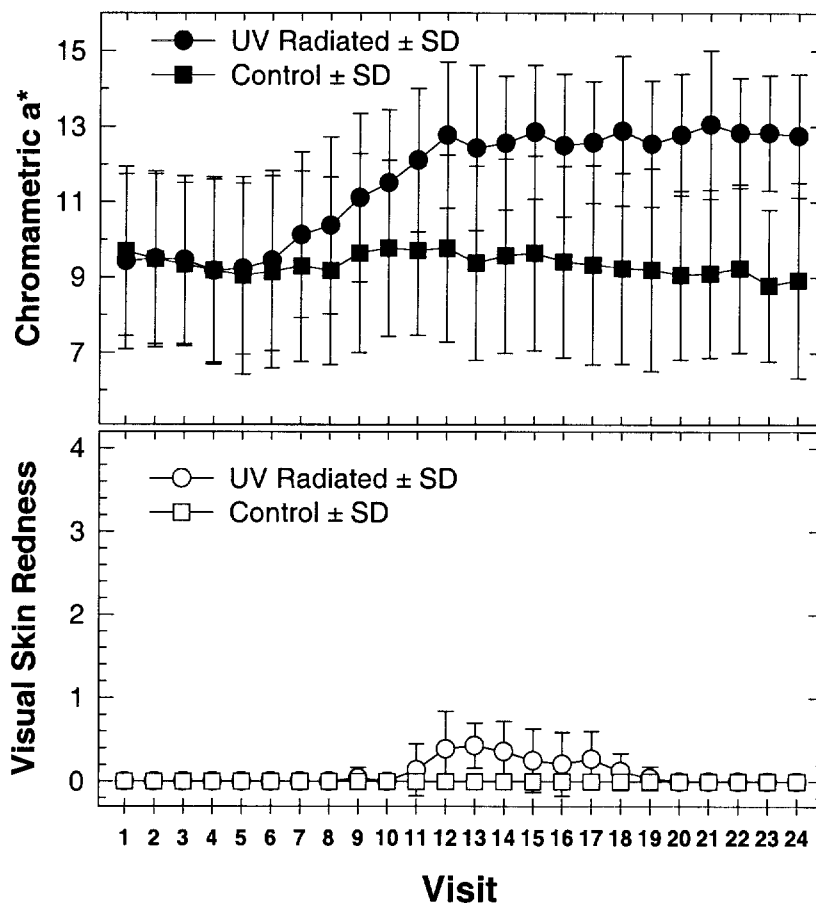 15
13
11
9
7
Chromametric a*
UV Radiated ± SD
Control ± SD
4
3
2
1
0
Visual Skin Redness
UV Radiated ± SD
Control ± SD
1 2 3 4 5 6 7 8 9 10 11 12 13 14 15 16 17 18 19 20 21 22 23 24
Visit